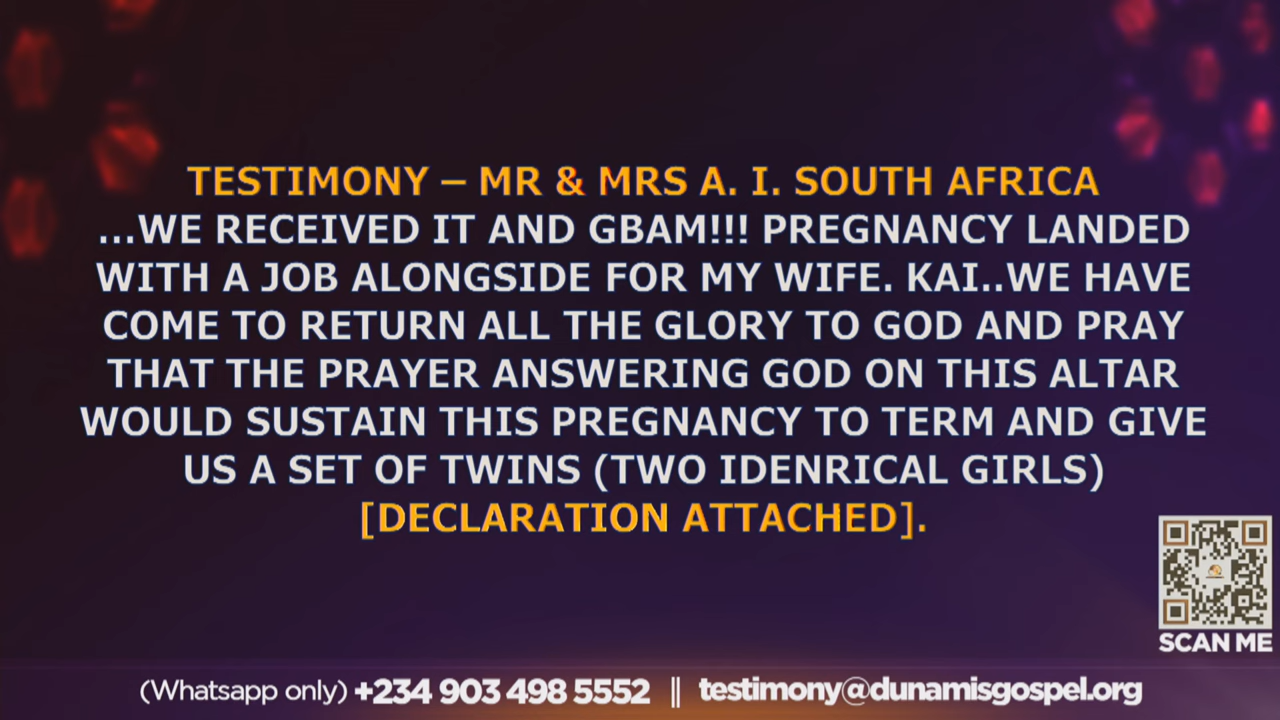 TESTIMONY – MR & MRS A. I. SOUTH AFRICA
...WE RECEIVED IT AND GBAM!!! PREGNANCY LANDED
WITH A JOB ALONGSIDE FOR MY WIFE. KAI..WE HAVE
COME TO RETURN ALL THE GLORY TO GOD AND PRAY
THAT THE PRAYER ANSWERING GOD ON THIS ALTAR
WOULD SUSTAIN THIS PREGNANCY TO TERM AND GIVE
US A SET OF TWINS (TWO IDENRICAL GIRLS)
[DECLARATION ATTACHED].
SCAN ME
(Whatsapp only) +234 903 498 5552 || testimony@dunamisgospel.org